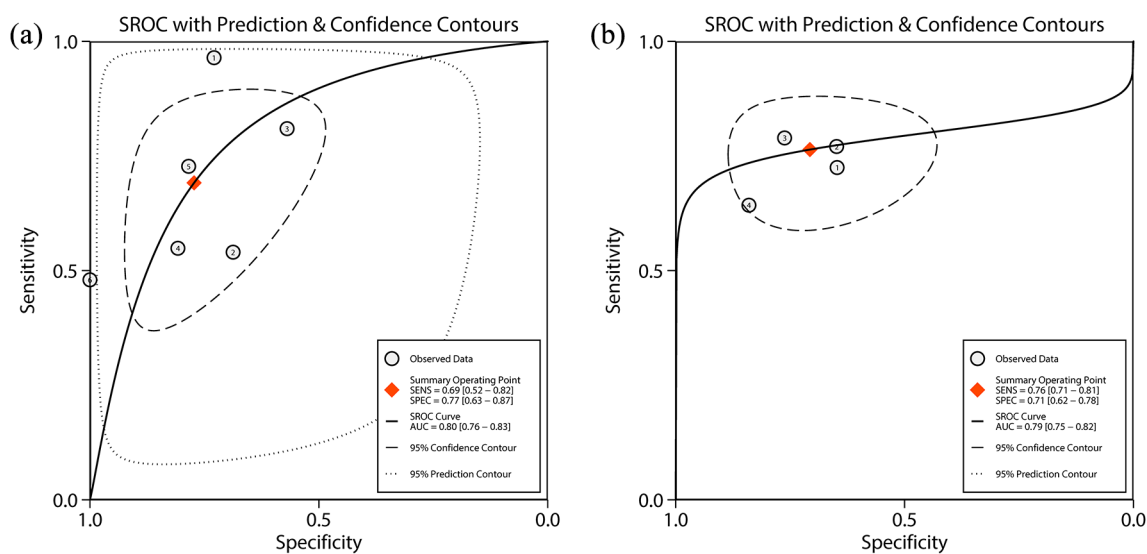 (a)
SROC with Prediction & Confidence Contours
1.0
0.5
0.0
Sensitivity
1
3
5
4
2
6
Observed Data
Summary Operating Point
SENS = 0.69 [0.52 – 0.82]
SPEC = 0.77 [0.63 – 0.87]
SROC Curve
AUC = 0.80 [0.76 – 0.83]
95% Confidence Contour
95% Prediction Contour
1.0
0.5
0.0
Specificity
(b)
SROC with Prediction & Confidence Contours
1.0
0.5
0.0
Sensitivity
3
2
1
4
Observed Data
Summary Operating Point
SENS = 0.76 [0.71 – 0.81]
SPEC = 0.71 [0.62 – 0.78]
SROC Curve
AUC = 0.79 [0.75 – 0.82]
95% Confidence Contour
95% Prediction Contour
1.0
0.5
0.0
Specificity